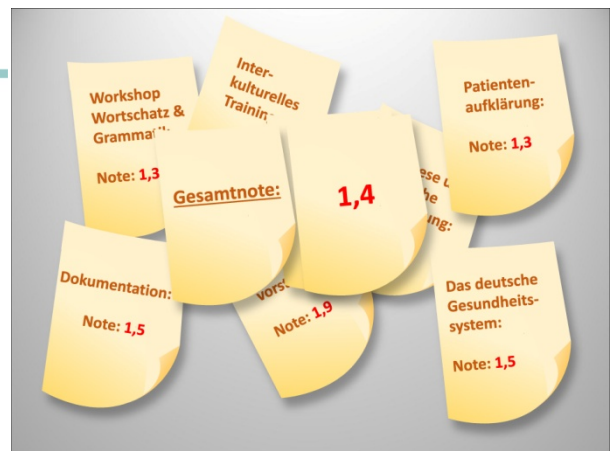 Workshop
Wortschatz &
Note: 1,3
Inter-
kulturelles
Gesamtnote:
1,4
Patienten-
aufklärung:
Note: 1,3
Dokumentation:
Note: 1,5
Note: 1,9
Das deutsche
Gesundheits-
system:
Note: 1,5